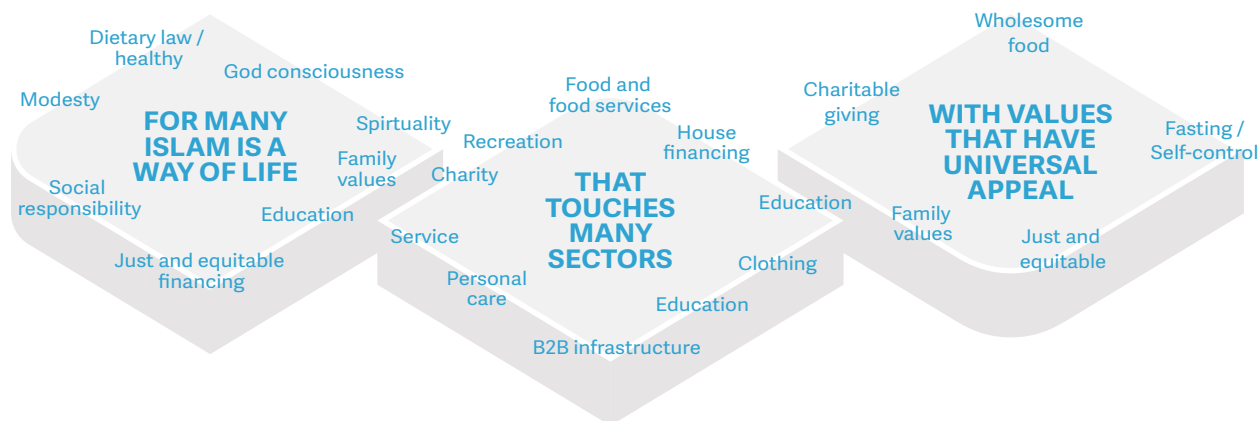 Dietary law /
healthy
God consciousness
Modesty
FOR MANY
ISLAM IS A
WAY OF LIFE
Spirtuality
Family
values
Social
responsibility
Education
Just and equitable
financing
Food and
food services
Recreation
House
financing
Charity
THAT
TOUCHES
MANY
SECTORS
Education
Service
Clothing
Personal
care
Education
B2B infrastructure
Wholesome
food
Charitable
giving
WITH VALUES
THAT HAVE
UNIVERSAL
APPEAL
Fasting /
Self-control
Family
values
Just and
equitable